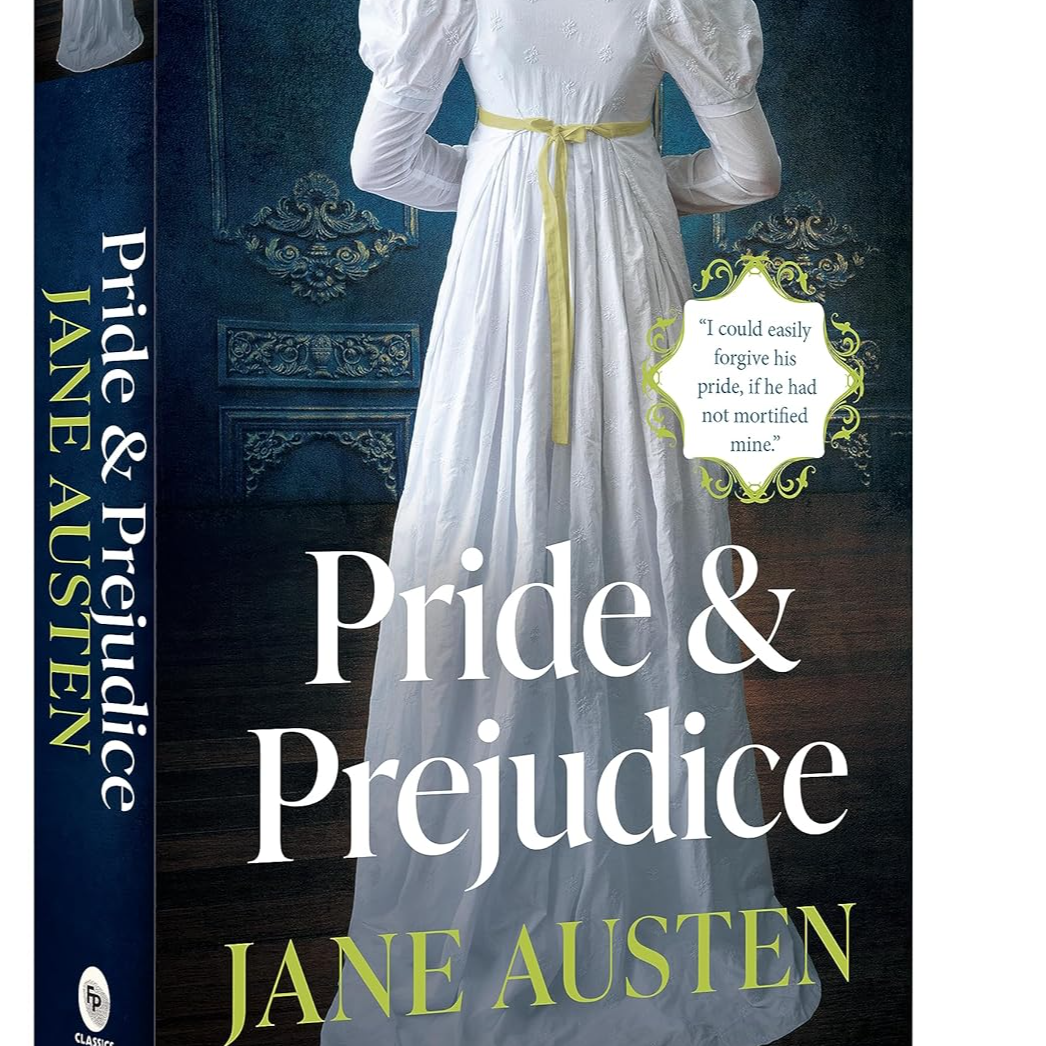 Pride & Prejudice
JANE AUSTEN
FP
CLASSICS
“I could easily
forgive his
pride, if he had
not mortified
mine.”
Pride &
Prejudice
JANE AUSTEN